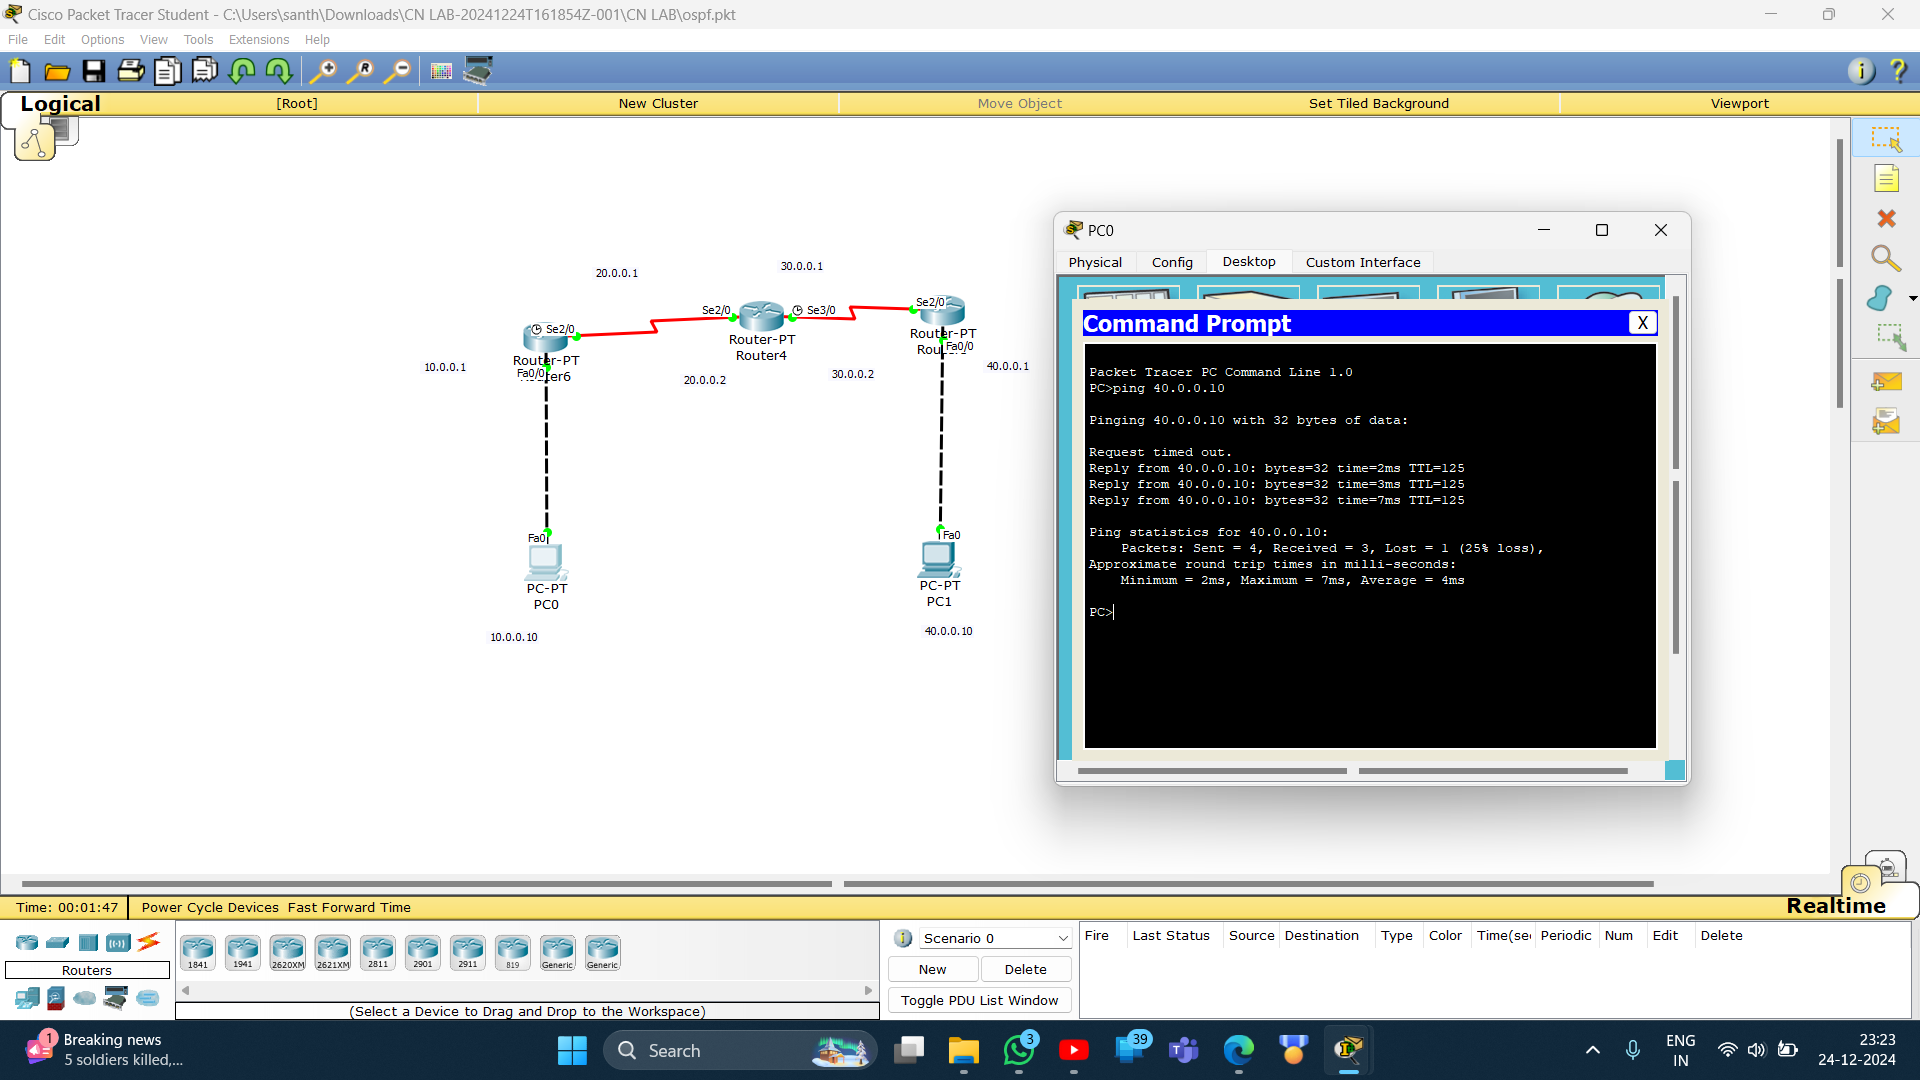 Cisco Packet Tracer Student - C:\Users\santh\Downloads\CN LAB-20241224T161854Z-001\CN LAB\ospf.pkt
File Edit Options View Tools Extensions Help
Logical [Root] New Cluster Move Object Set Tiled Background Viewport
20.0.0.1
30.0.0.1
Se2/0
Se2/0
Se3/0
Se2/0
Router-PT
Router4
Router-PT
Fa0/0
Router-PT
Fa0/0
10.0.0.1
20.0.0.2
30.0.0.2
40.0.0.1
Fa0
PC-PT
PC0
10.0.0.10
Fa0
PC-PT
PC1
40.0.0.10
PC0
Physical Config Desktop Custom Interface
Command Prompt X
Packet Tracer PC Command Line 1.0
PC>ping 40.0.0.10
Pinging 40.0.0.10 with 32 bytes of data:
Request timed out.
Reply from 40.0.0.10: bytes=32 time=2ms TTL=125
Reply from 40.0.0.10: bytes=32 time=3ms TTL=125
Reply from 40.0.0.10: bytes=32 time=7ms TTL=125
Ping statistics for 40.0.0.10:
Packets: Sent = 4, Received = 3, Lost = 1 (25% loss),
Approximate round trip times in milli-seconds:
Minimum = 2ms, Maximum = 7ms, Average = 4ms
PC>
Time: 00:01:47 Power Cycle Devices Fast Forward Time
Realtime
Routers
1841 1941 2620XM 2621XM 2811 2901 2911 819 Generic Generic
(Select a Device to Drag and Drop to the Workspace)
Scenario 0
New Delete
Toggle PDU List Window
Fire Last Status Source Destination Type Color Time(sec Periodic Num Edit Delete
1
Breaking news
5 soldiers killed,...
Search
3
39
ENG
IN
23:23
24-12-2024